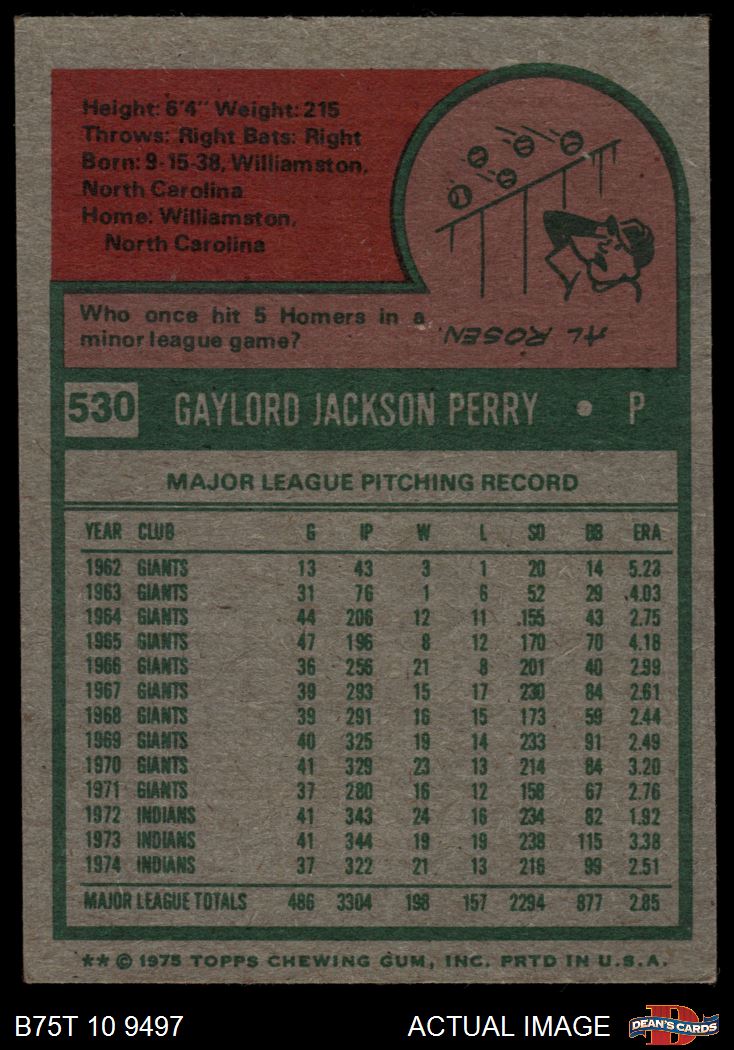 Height: 6'4" Weight: 215
Throws: Right Bats: Right
Born: 9-15-38, Williamston,
North Carolina
Home: Williamston,
North Carolina
Who once hit 5 Homers in a
minor league game?
AL ROSEN.
530 GAYLORD JACKSON PERRY • P
MAJOR LEAGUE PITCHING RECORD
YEAR CLUB G IP W L SO BB ERA
1962 GIANTS 13 43 3 1 20 14 5.23
1963 GIANTS 31 76 1 6 52 29 4.03
1964 GIANTS 44 206 12 11 155 43 2.75
1965 GIANTS 47 196 8 12 170 70 4.18
1966 GIANTS 36 256 21 8 201 40 2.99
1967 GIANTS 39 293 15 17 230 84 2.61
1968 GIANTS 39 291 16 15 173 59 2.44
1969 GIANTS 40 325 19 14 233 91 2.49
1970 GIANTS 41 329 23 13 214 84 3.20
1971 GIANTS 37 280 16 12 158 67 2.76
1972 INDIANS 41 343 24 16 234 82 1.92
1973 INDIANS 41 344 19 19 238 115 3.38
1974 INDIANS 37 322 21 13 216 99 2.51
MAJOR LEAGUE TOTALS 486 3304 198 157 2294 877 2.85
** © 1975 TOPPS CHEWING GUM, INC. PRTD IN U.S.A.
B75T 10 9497 ACTUAL IMAGE DEAN'S CARDS